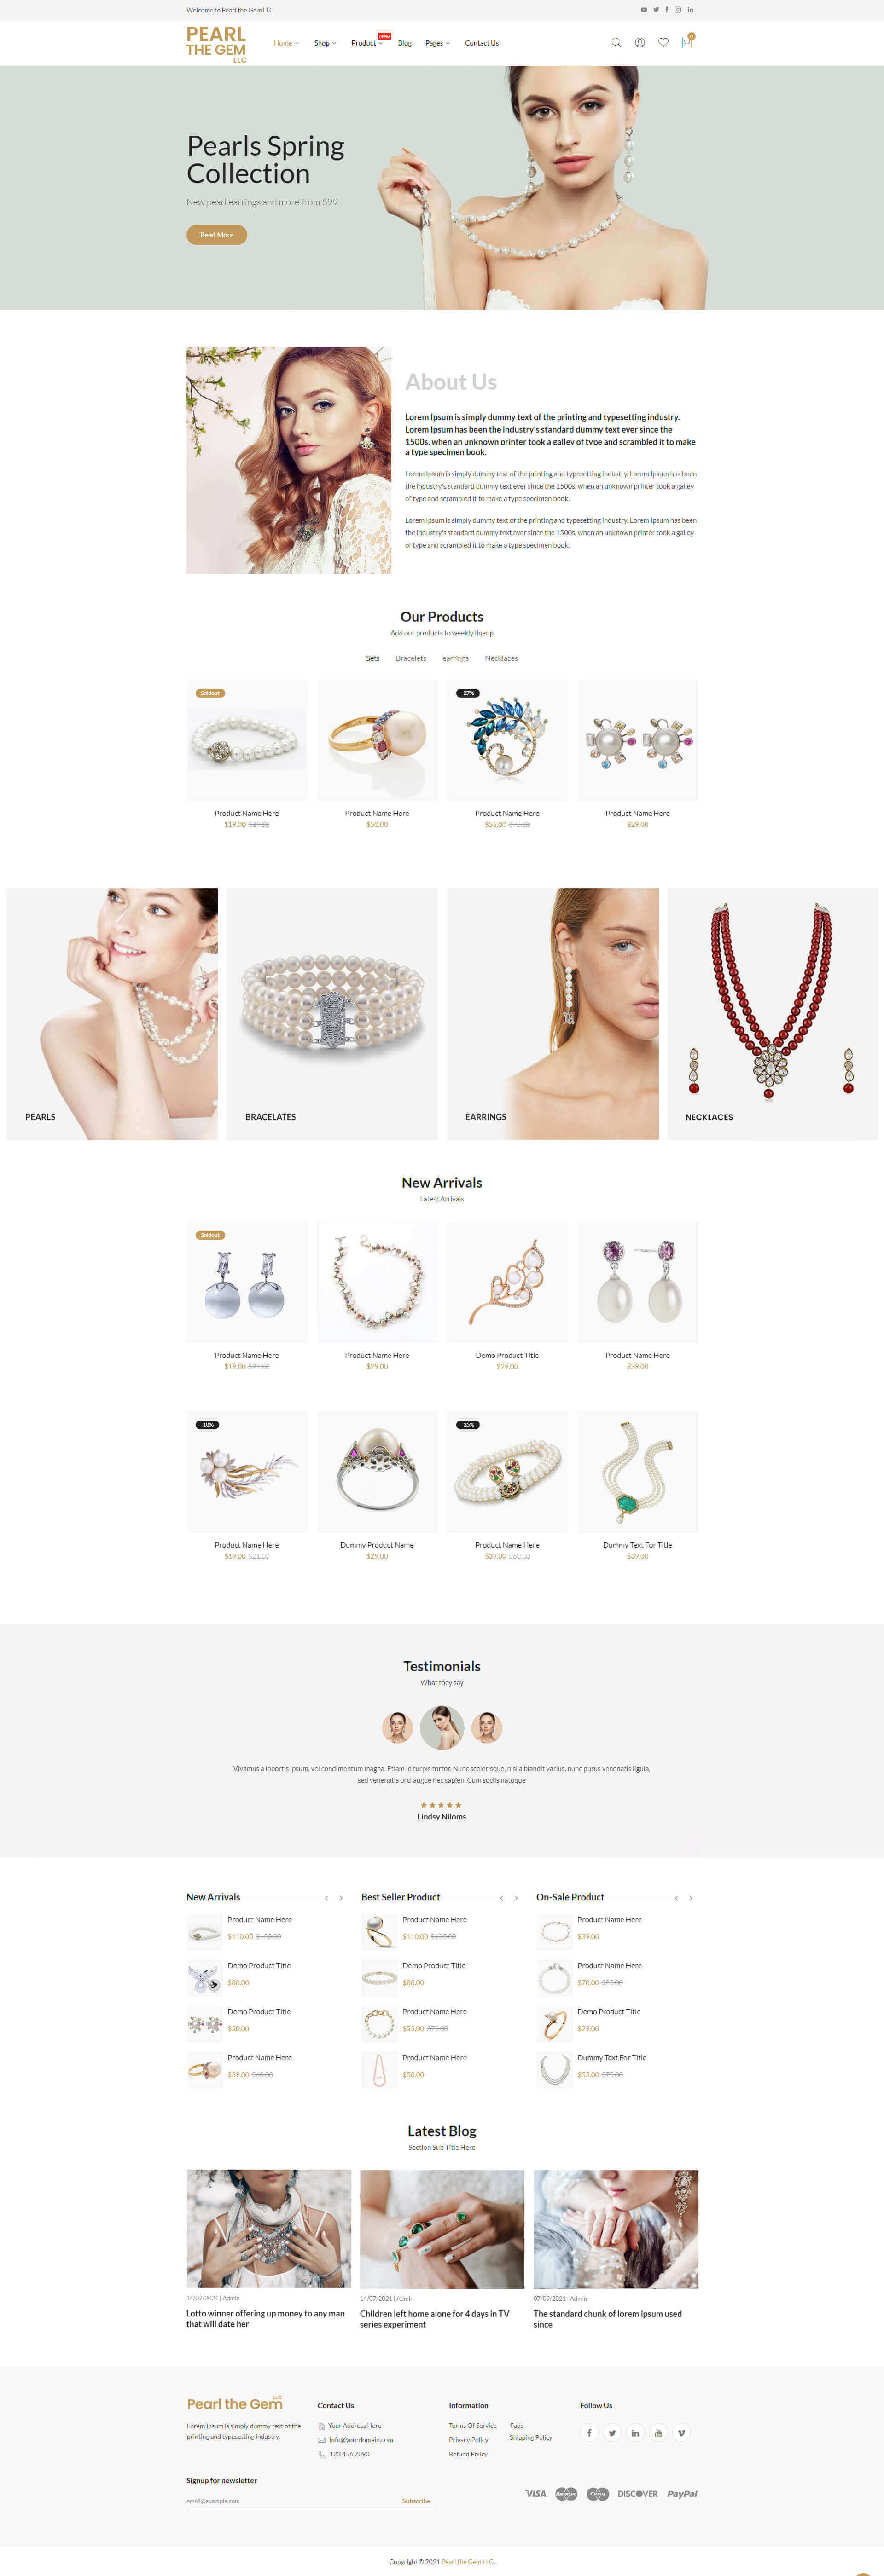 Welcome to Pearl the Gem LLC
PEARL
THE GEM
LLC
Home Shop Product New Blog Pages Contact Us
0
Pearls Spring
Collection
New pearl earrings and more from $99
Read More
About Us
Lorem Ipsum is simply dummy text of the printing and typesetting industry.
Lorem Ipsum has been the industry's standard dummy text ever since the
1500s, when an unknown printer took a galley of type and scrambled it to make
a type specimen book.
Lorem Ipsum is simply dummy text of the printing and typesetting industry. Lorem Ipsum has been
the industry's standard dummy text ever since the 1500s, when an unknown printer took a galley
of type and scrambled it to make a type specimen book.
Lorem Ipsum is simply dummy text of the printing and typesetting industry. Lorem Ipsum has been
the industry's standard dummy text ever since the 1500s, when an unknown printer took a galley
of type and scrambled it to make a type specimen book.
Our Products
Add our products to weekly lineup
Sets Bracelets earrings Necklaces
Soldout -27%
Product Name Here Product Name Here Product Name Here Product Name Here
$19.00 $29.00 $50.00 $55.00 $75.00 $29.00
PEARLS BRACELATES EARRINGS NECKLACES
New Arrivals
Latest Arrivals
Soldout
Product Name Here Product Name Here Demo Product Title Product Name Here
$19.00 $29.00 $29.00 $29.00 $39.00
-10% -35%
Product Name Here Dummy Product Name Product Name Here Dummy Text For Title
$19.00 $21.00 $29.00 $39.00 $60.00 $39.00
Testimonials
What they say
Vivamus a lobortis ipsum, vel condimentum magna. Etiam id turpis tortor. Nunc scelerisque, nisi a blandit varius, nunc purus venenatis ligula,
sed venenatis orci augue nec sapien. Cum sociis natoque
Lindsy Niloms
New Arrivals
Product Name Here
$110.00 $130.00
Demo Product Title
$80.00
Demo Product Title
$50.00
Product Name Here
$39.00 $60.00
Best Seller Product
Product Name Here
$110.00 $130.00
Demo Product Title
$80.00
Product Name Here
$55.00 $75.00
Product Name Here
$50.00
On-Sale Product
Product Name Here
$39.00
Product Name Here
$70.00 $85.00
Demo Product Title
$29.00
Dummy Text For Title
$55.00 $75.00
Latest Blog
Section Sub Title Here
14/07/2021 | Admin
Lotto winner offering up money to any man
that will date her
14/07/2021 | Admin
Children left home alone for 4 days in TV
series experiment
07/09/2021 | Admin
The standard chunk of lorem ipsum used
since
LLC
Pearl the Gem
Lorem Ipsum is simply dummy text of the
printing and typesetting industry.
Contact Us
Your Address Here
info@yourdomain.com
123 456 7890
Information
Terms Of Service Faqs
Privacy Policy Shipping Policy
Refund Policy
Follow Us
Signup for newsletter
email@example.com Subscribe
VISA MasterCard Cirrus DISCOVER PayPal
Copyright © 2021 Pearl the Gem LLC.